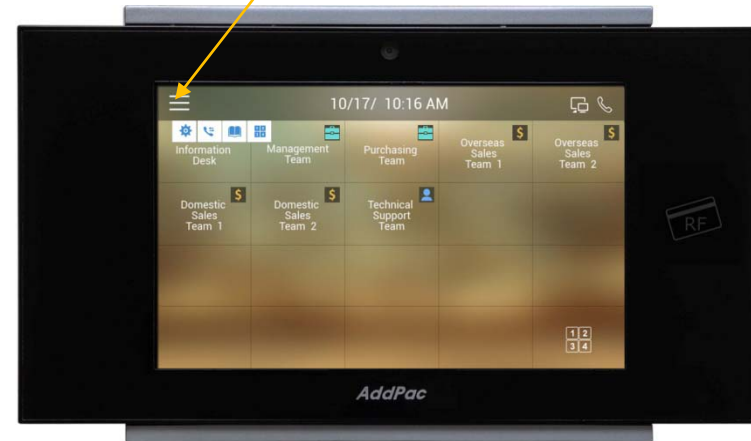 10/17/ 10:16 AM
Information
Desk
Management
Team
Purchasing
Team
$
Overseas
Sales
Team 1
$
Overseas
Sales
Team 2
$
Domestic
Sales
Team 1
$
Domestic
Sales
Team 2
Technical
Support
Team
RF
1 2
3 4
AddPac